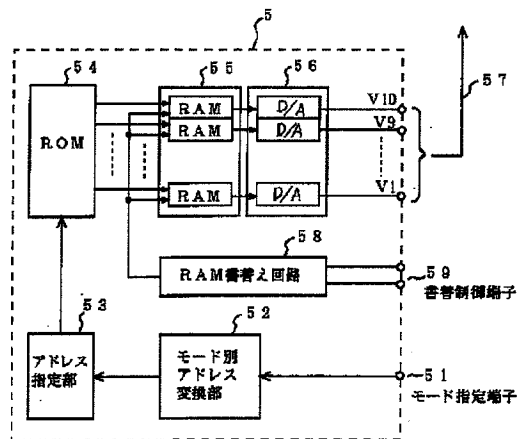 5
54
55
56
57
ROM
RAM
D/A
V10
RAM
D/A
V9
RAM
D/A
V1
58
RAM書替え回路
59
書替制御端子
53
52
アドレス
指定部
モード別
アドレス
変換部
51
モード指定端子